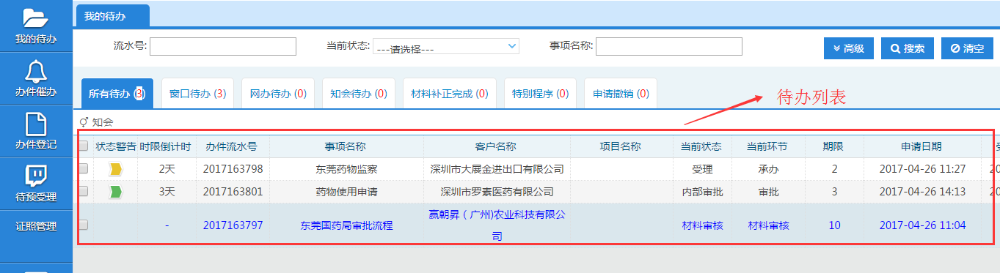 我的待办
办件催办
办件登记
待预受理
证照管理
我的待办
流水号:
当前状态: ---请选择---
事项名称:
高级 搜索 清空
所有待办 (3) 窗口待办 (3) 网办待办 (0) 知会待办 (0) 材料补正完成 (0) 特别程序 (0) 申请撤销 (0)
待办列表
知会
状态警告 时限倒计时 办件流水号 事项名称 客户名称 项目名称 当前状态 当前环节 期限 申请日期
2天 2017163798 东莞药物监察 深圳市大展金进出口有限公司 受理 承办 2 2017-04-26 11:27 20
3天 2017163801 药物使用申请 深圳市罗素医药有限公司 内部审批 审批 3 2017-04-26 14:13 20
- 2017163797 东莞国药局审批流程 赢朝昇（广州)农业科技有限公
司 材料审核 材料审核 10 2017-04-26 11:04